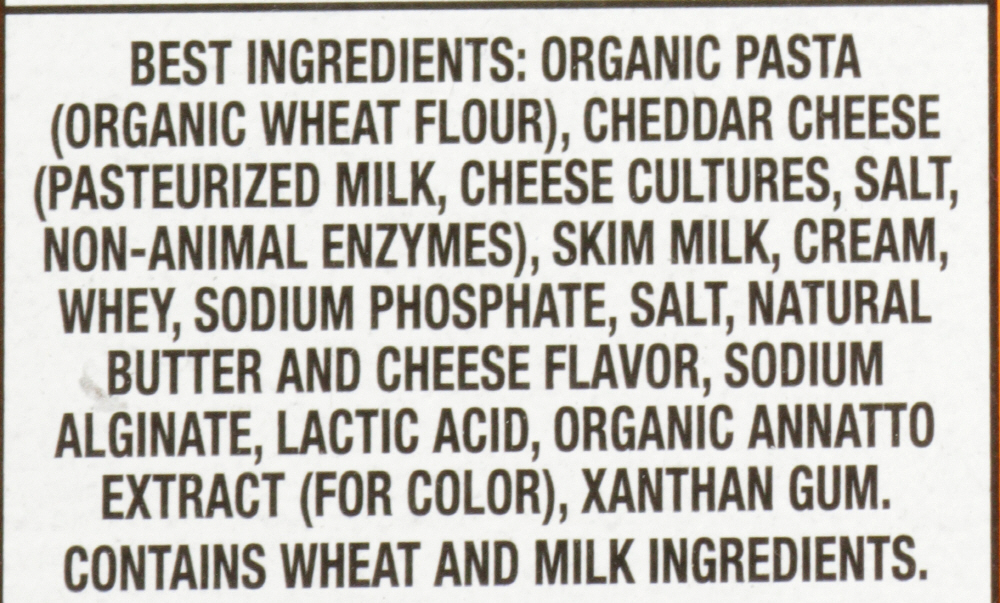 BEST INGREDIENTS: ORGANIC PASTA
(ORGANIC WHEAT FLOUR), CHEDDAR CHEESE
(PASTEURIZED MILK, CHEESE CULTURES, SALT,
NON-ANIMAL ENZYMES), SKIM MILK, CREAM,
WHEY, SODIUM PHOSPHATE, SALT, NATURAL
BUTTER AND CHEESE FLAVOR, SODIUM
ALGINATE, LACTIC ACID, ORGANIC ANNATTO
EXTRACT (FOR COLOR), XANTHAN GUM.
CONTAINS WHEAT AND MILK INGREDIENTS.